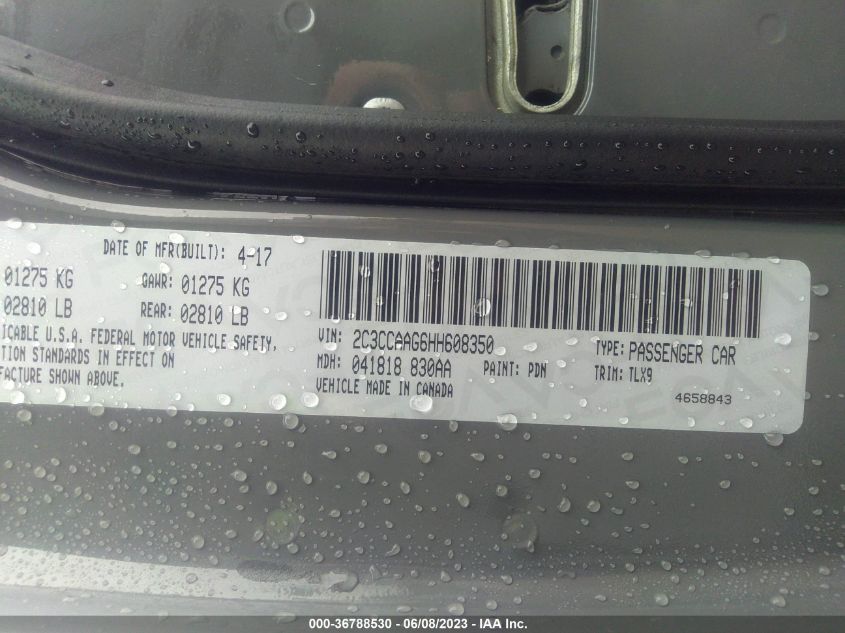 DATE OF MFR(BUILT): 4-17
01275 KG GAWR: 01275 KG
02810 LB REAR: 02810 LB
ICABLE U.S.A. FEDERAL MOTOR VEHICLE SAFETY,
TION STANDARDS IN EFFECT ON
FACTURE SHOWN ABOVE.
VIN: 2C3CCAAG6HH608350 TYPE: PASSENGER CAR
MDH: 041818 830AA PAINT: PDN TRIM: TLX9
VEHICLE MADE IN CANADA 4658843
000-36788530 - 06/08/2023 - IAA Inc.